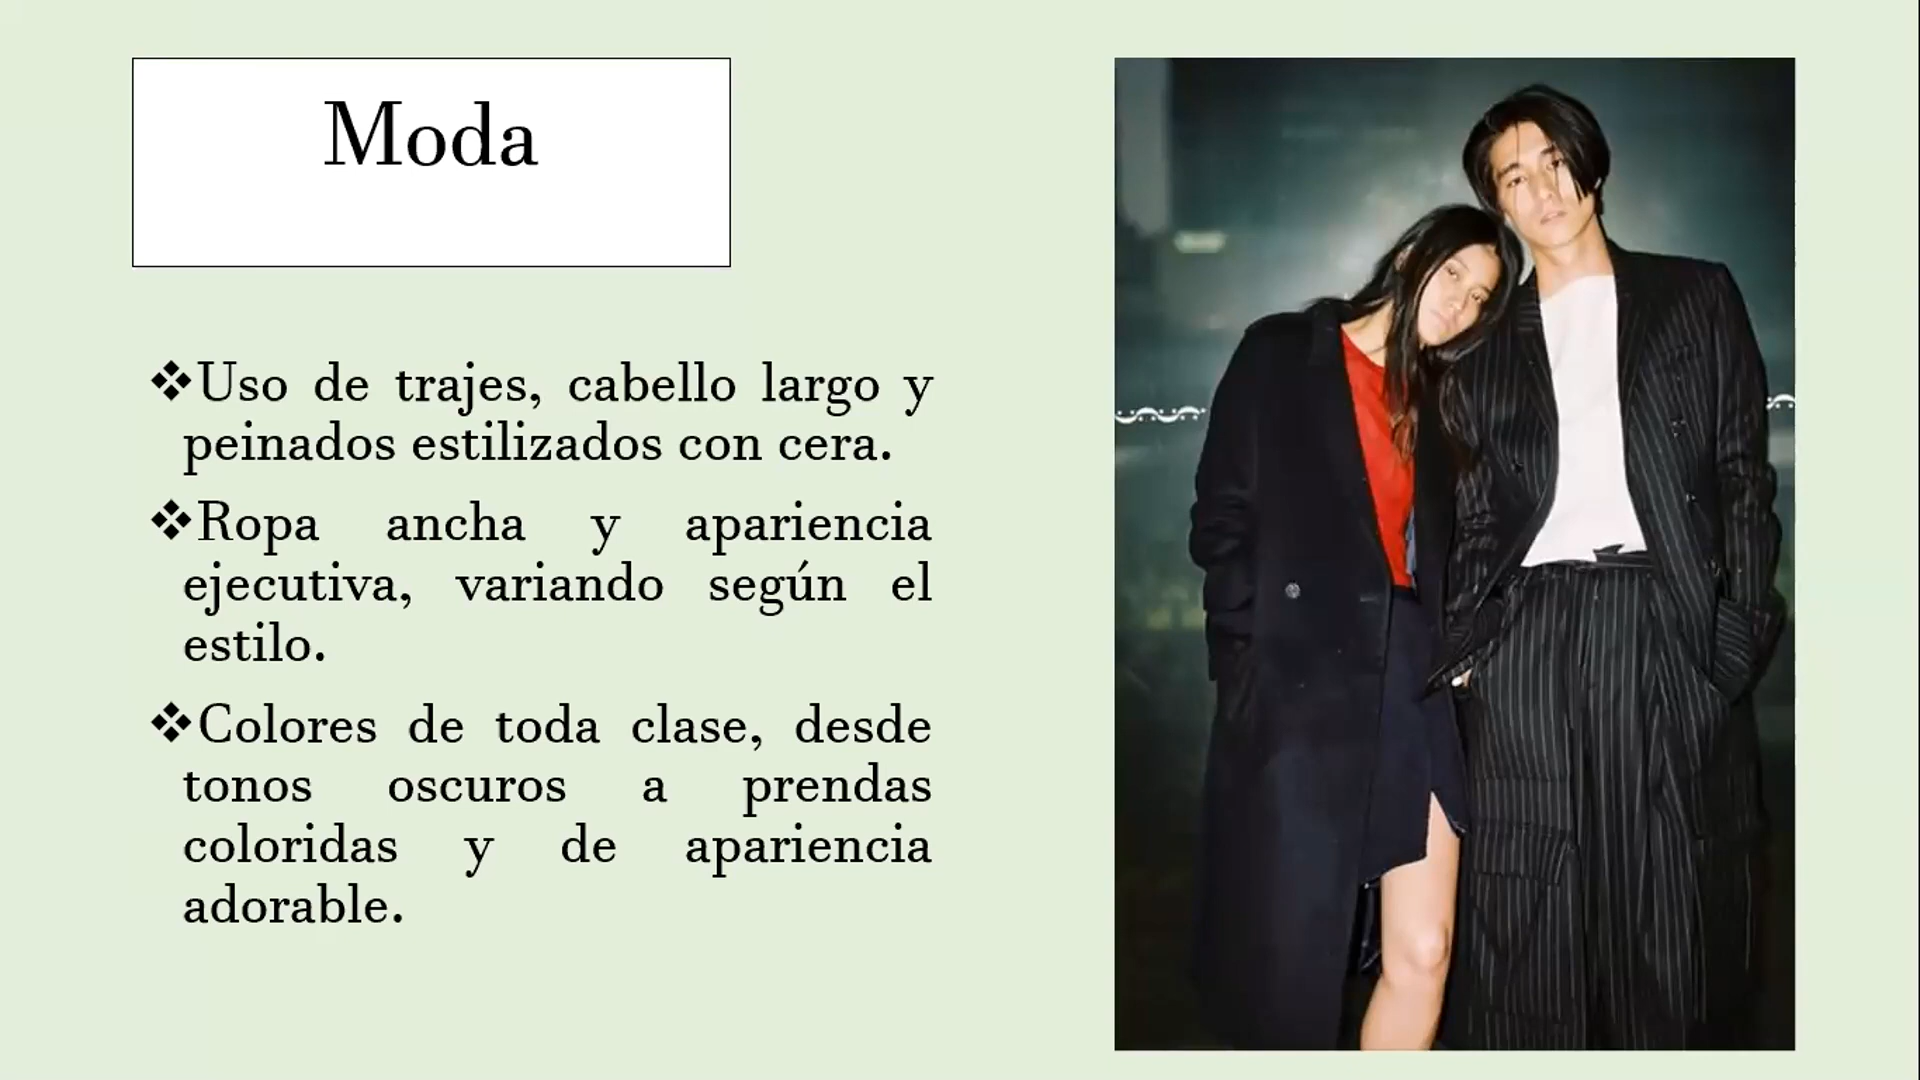 Moda
❖Uso de trajes, cabello largo y
peinados estilizados con cera.
❖Ropa ancha y apariencia
ejecutiva, variando según el
estilo.
❖Colores de toda clase, desde
tonos oscuros a prendas
coloridas y de apariencia
adorable.